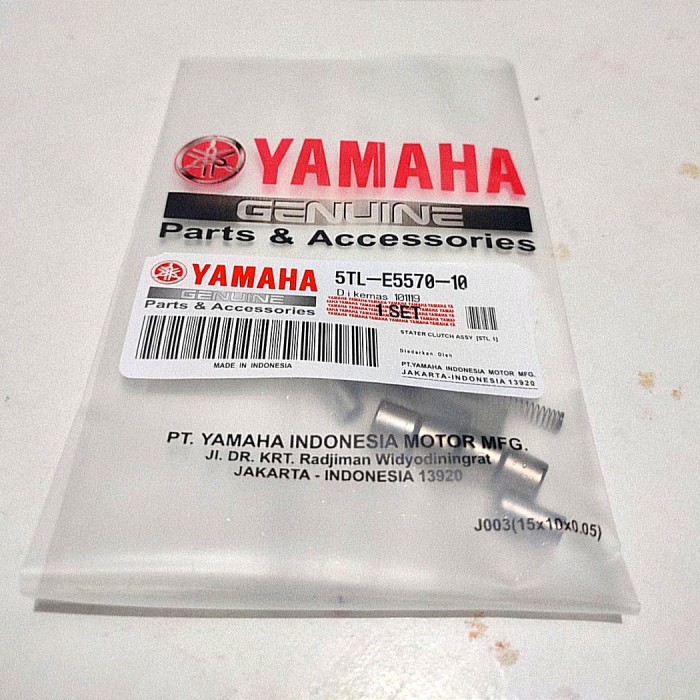 YAMAHA
GENUINE
Parts & Accessories
YAMAHA
GENUINE
Parts & Accessories
MADE IN INDONESIA
5TL-E5570-10
Dikemas 101119
1 SET
STATER CLUTCH ASSY [5TL 1]
Diedarkan Oleh
PT.YAMAHA INDONESIA MOTOR MFG.
JAKARTA-INDONESIA 13920
PT. YAMAHA INDONESIA MOTOR MFG.
Jl. DR. KRT. Radjiman Widyodiningrat
JAKARTA - INDONESIA 13920
J003(15x10x0.05)